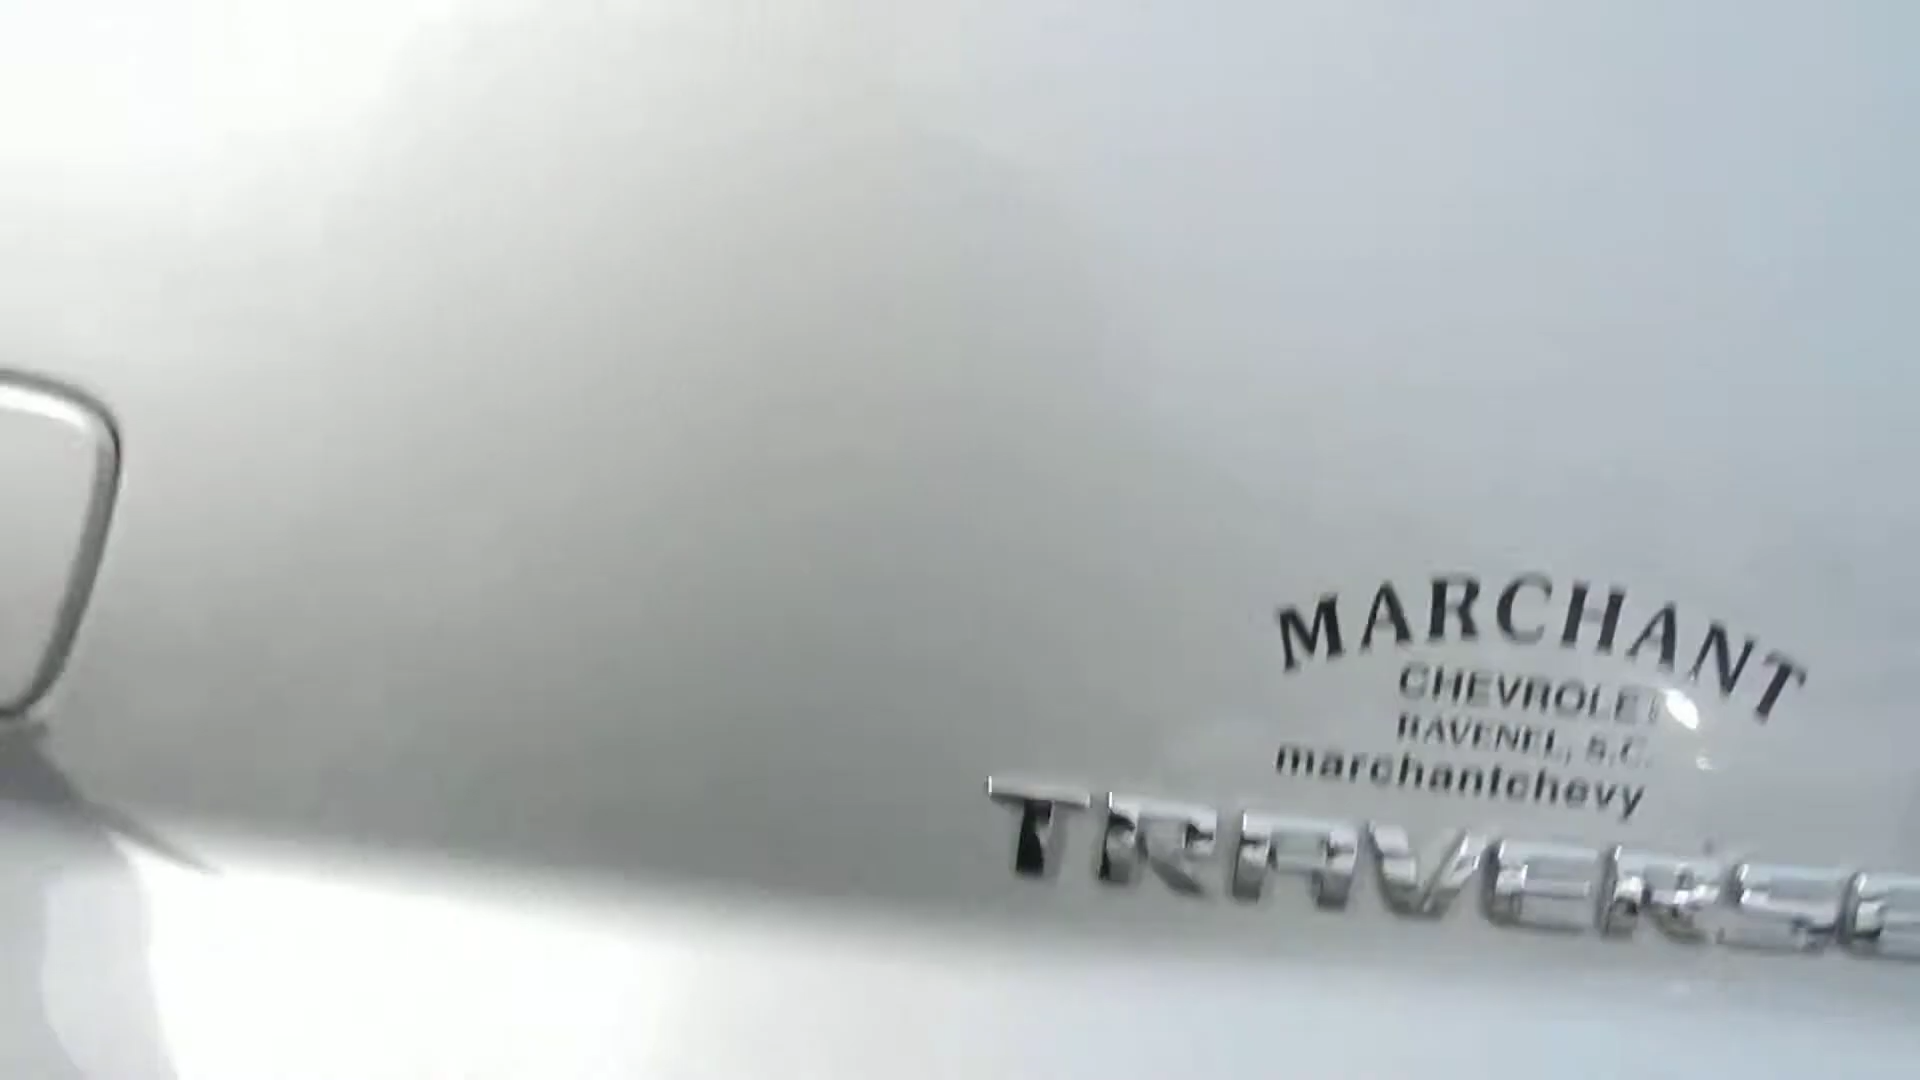 MARCHANT
CHEVROLET
RAVENEL, S.C.
marchantchevy
TRAVERSE